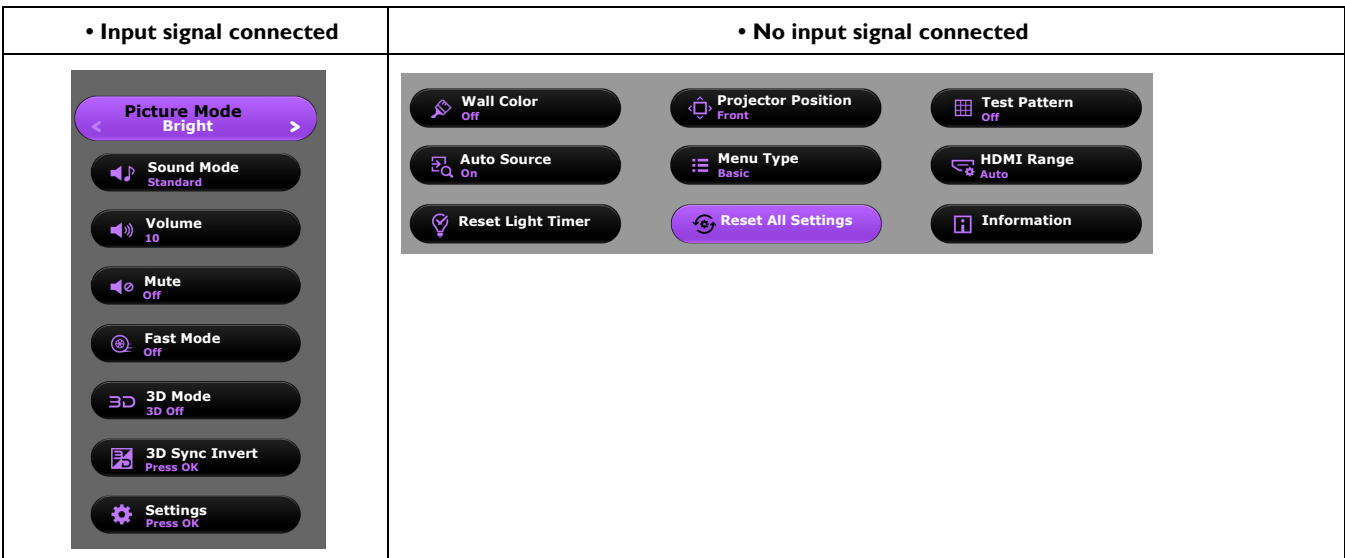 • Input signal connected
• No input signal connected
Picture Mode
< Bright >
Sound Mode
Standard
Volume
10
Mute
Off
Fast Mode
Off
3D
3D Mode
3D Off
3D Sync Invert
Press OK
Settings
Press OK
Wall Color
Off
Projector Position
Front
Test Pattern
Off
Auto Source
On
Menu Type
Basic
HDMI Range
Auto
Reset Light Timer
Reset All Settings
Information